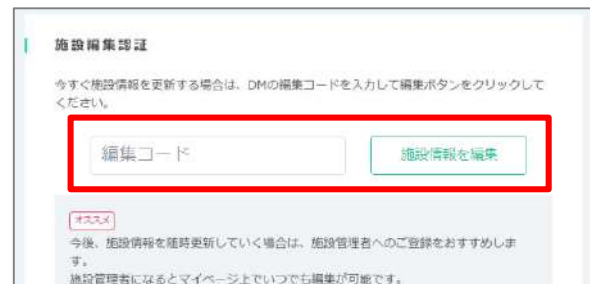 施設編集認証
今すぐ施設情報を更新する場合は、DMの編集コードを入力して編集ボタンをクリックして
ください。
編集コード
施設情報を編集
オススメ
今後、施設情報を随時更新していく場合は、施設管理者へのご登録をおすすめしま
す。
施設管理者になるとマイページ上でいつでも編集が可能です。